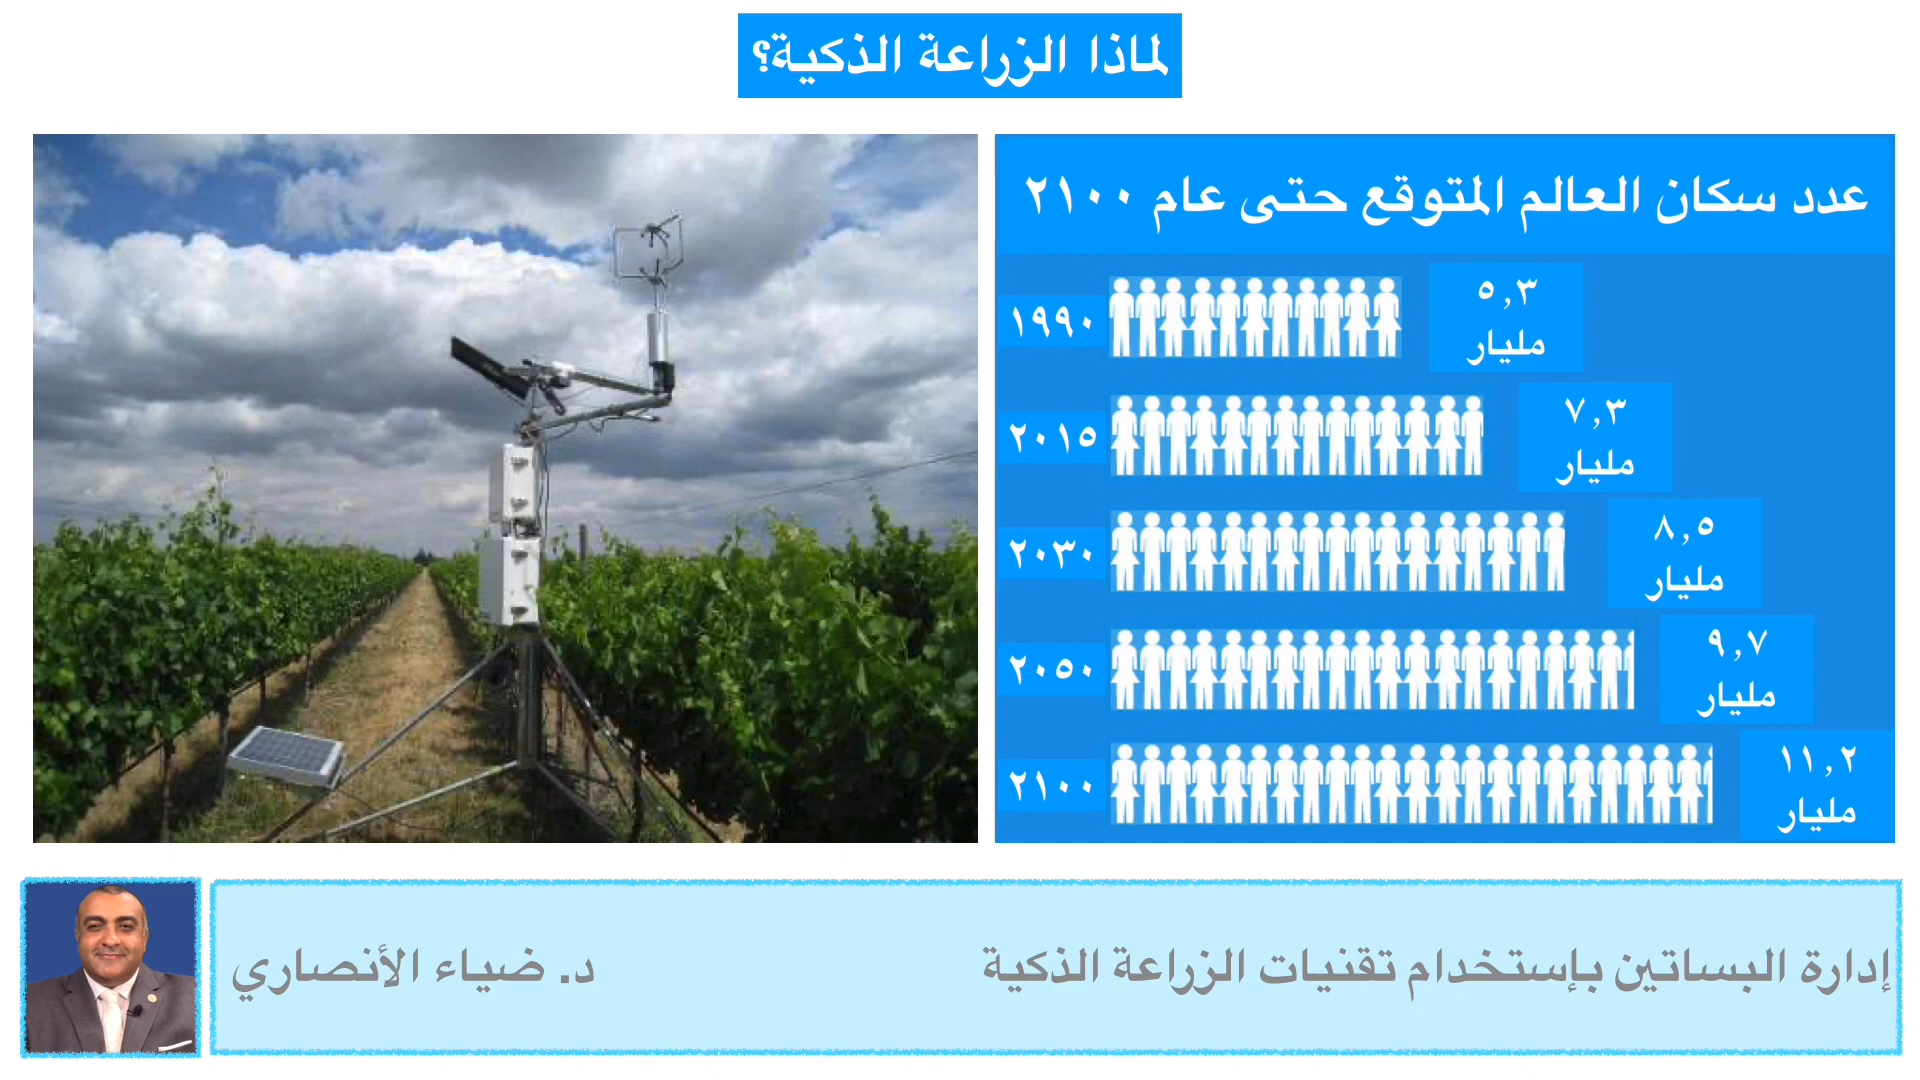 لماذا الزراعة الذكية؟
عدد سكان العالم المتوقع حتى عام ٢١٠٠
١٩٩٠
٥,٣
مليار
٢٠١٥
٧,٣
مليار
٢٠٣٠
٨,٥
مليار
٢٠٥٠
٩,٧
مليار
٢١٠٠
١١,٢
مليار
إدارة البساتين بإستخدام تقنيات الزراعة الذكية
د. ضياء الأنصاري